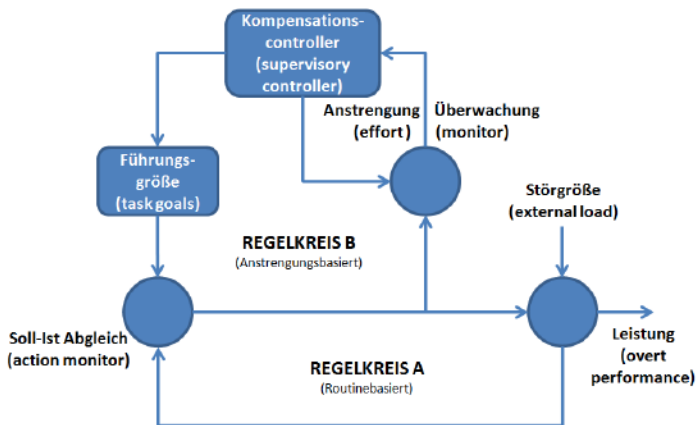 Kompensations-
controller
(supervisory
controller)
Anstrengung
(effort)
Überwachung
(monitor)
Führungs-
größe
(task goals)
Störgröße
(external load)
REGELKREIS B
(Anstrengungsbasiert)
Soll-Ist Abgleich
(action monitor)
Leistung
(overt
performance)
REGELKREIS A
(Routinebasiert)